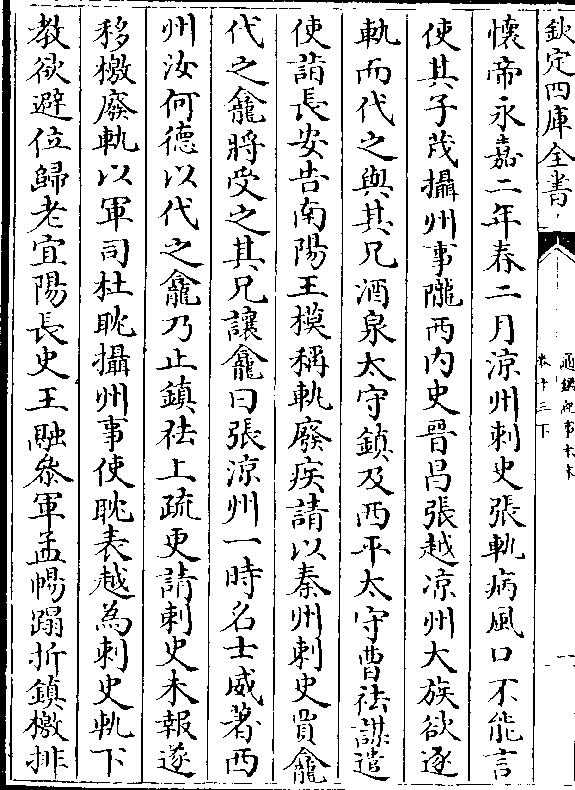 欽定四庫全書
通鑑紀事本末
卷十三下
懷帝永嘉二年春二月涼州刺史張軌病風口不能言
使其子茂攝州事隴西內史晉昌張越涼州大族欲逐
軌而代之與其兄酒泉太守鎮及西平太守曹祛謀遣
使詣長安告南陽王模稱軌廢疾請以秦州刺史賈龕
代之龕將受之其兄讓龕曰張涼州一時名士威著西
州汝何德以代之龕乃止鎮祛上疏更請刺史未報遂
移檄廢軌以軍司杜耽攝州事使耽表越為刺史軌下
教欲避位歸老宜陽長史王融參軍孟暢蹋折鎮檄排